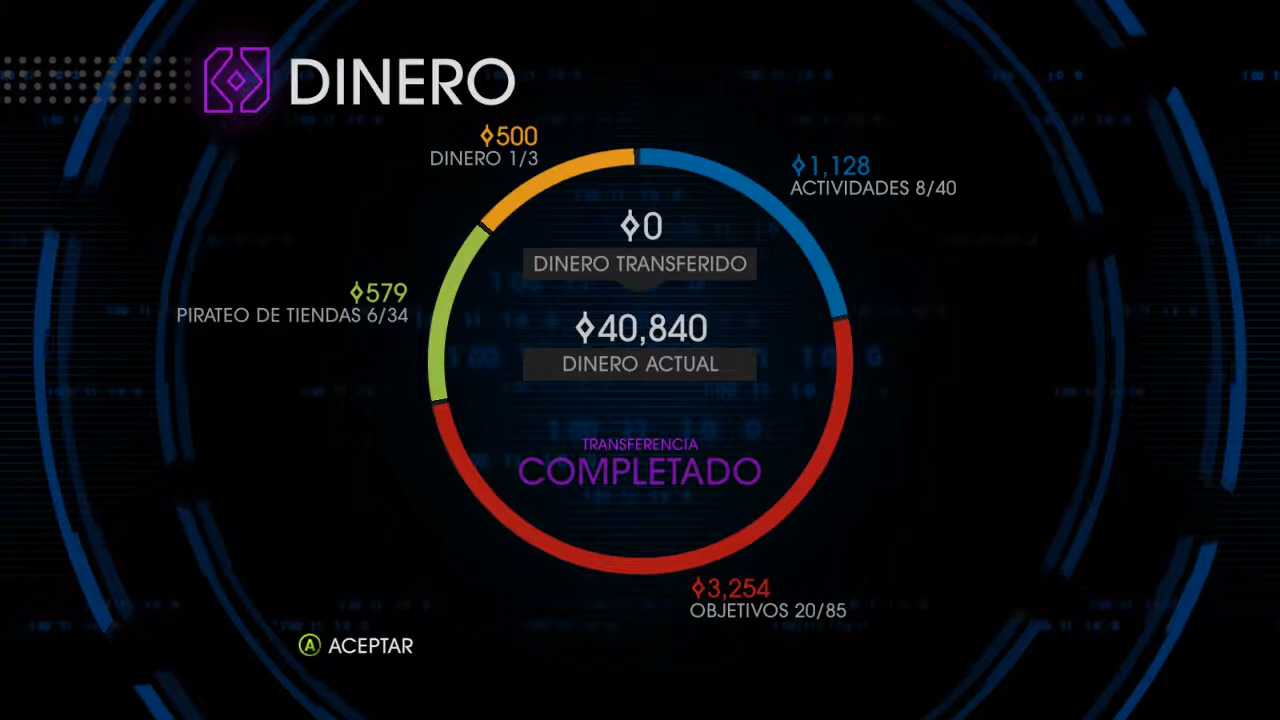 DINERO
500
DINERO 1/3
1,128
ACTIVIDADES 8/40
0
DINERO TRANSFERIDO
579
PIRATEO DE TIENDAS 6/34
40,840
DINERO ACTUAL
TRANSFERENCIA
COMPLETADO
3,254
OBJETIVOS 20/85
A ACEPTAR